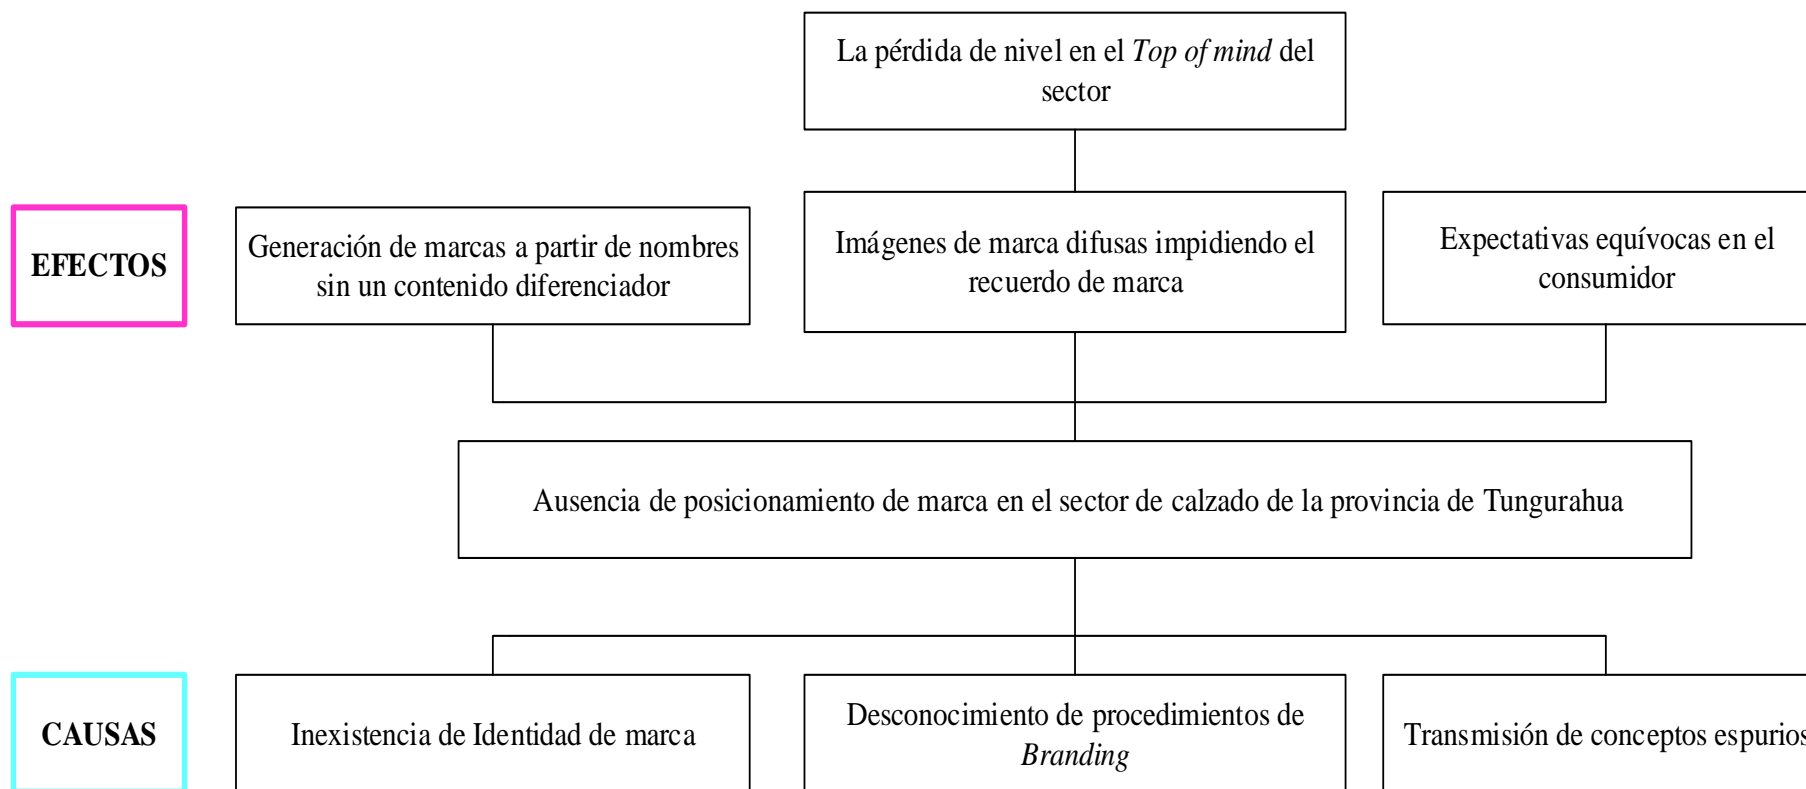 La pérdida de nivel en el Top of mind del
sector
EFECTOS
Generación de marcas a partir de nombres
sin un contenido diferenciador
Imágenes de marca difusas impidiendo el
recuerdo de marca
Expectativas equívocas en el
consumidor
Ausencia de posicionamiento de marca en el sector de calzado de la provincia de Tungurahua
CAUSAS
Inexistencia de Identidad de marca
Desconocimiento de procedimientos de
Branding
Transmisión de conceptos espurios